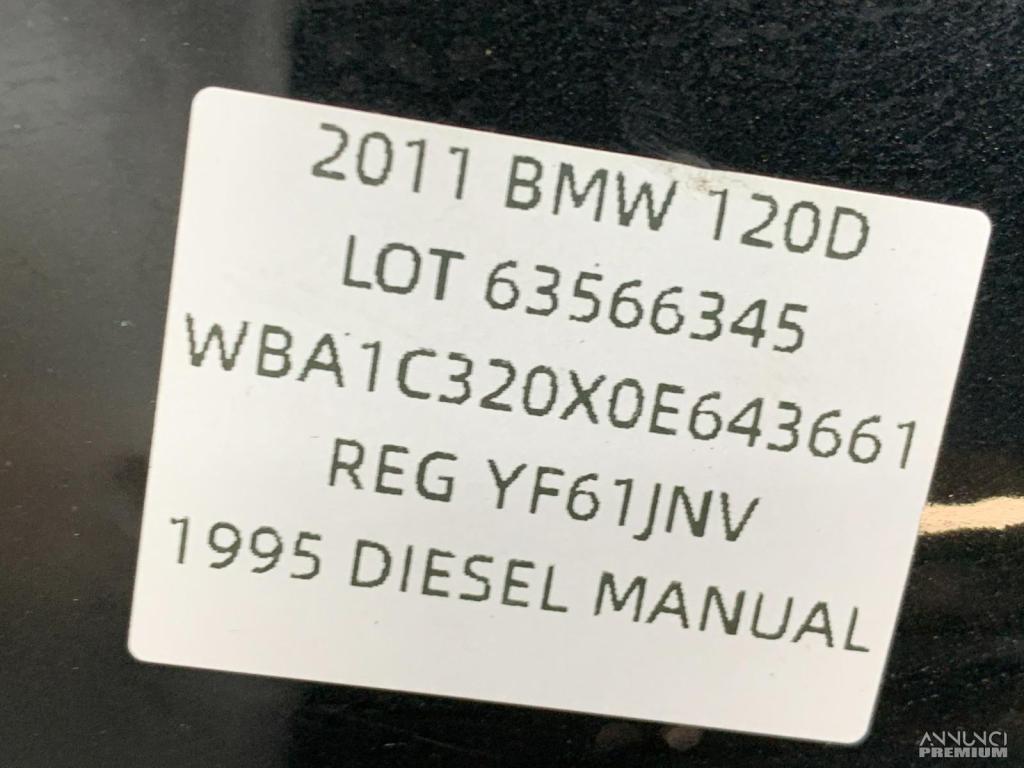 2011 BMW 120D
LOT 63566345
WBA1C320X0E643661
REG YF61JNV
1995 DIESEL MANUAL
ANNUNCI
PREMIUM